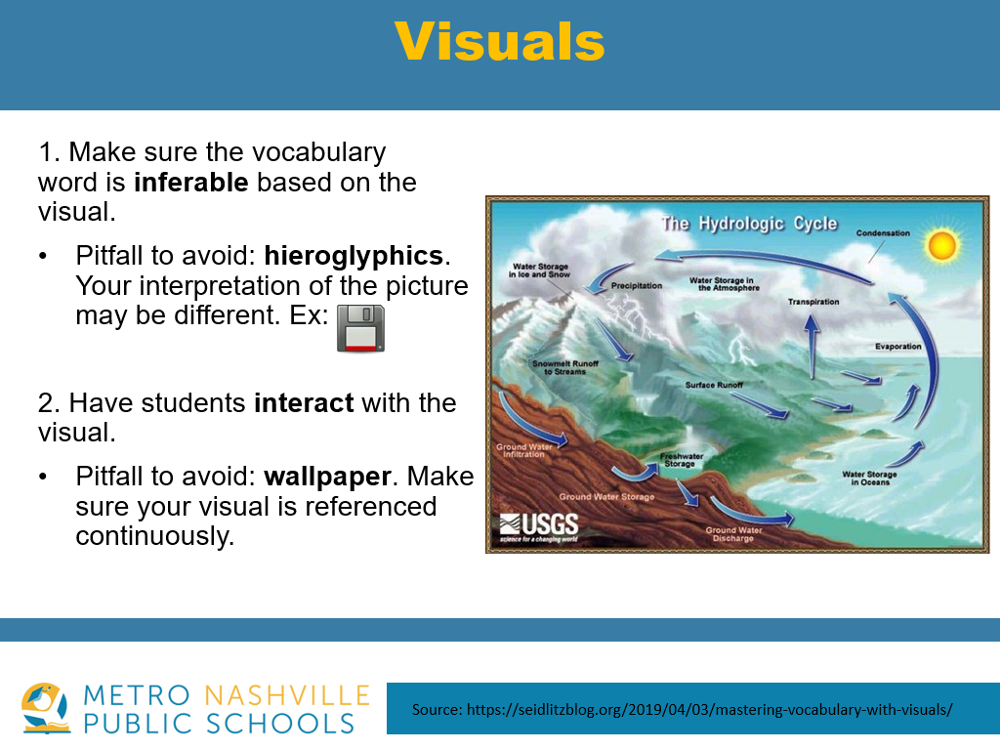 Visuals
1. Make sure the vocabulary
word is inferable based on the
visual.
• Pitfall to avoid: hieroglyphics.
Your interpretation of the picture
may be different. Ex:
2. Have students interact with the
visual.
• Pitfall to avoid: wallpaper. Make
sure your visual is referenced
continuously.
The Hydrologic Cycle
Condensation
Water Storage
in Ice and Snow
Precipitation
Water Storage in
the Atmosphere
Transpiration
Evaporation
Snowmelt Runoff
to Streams
Surface Runoff
Ground Water
Infiltration
Freshwater
Storage
Water Storage
in Oceans
Ground Water Storage
Ground Water
Discharge
USGS
science for a changing world
METRO NASHVILLE
PUBLIC SCHOOLS
Source: https://seidlitzblog.org/2019/04/03/mastering-vocabulary-with-visuals/